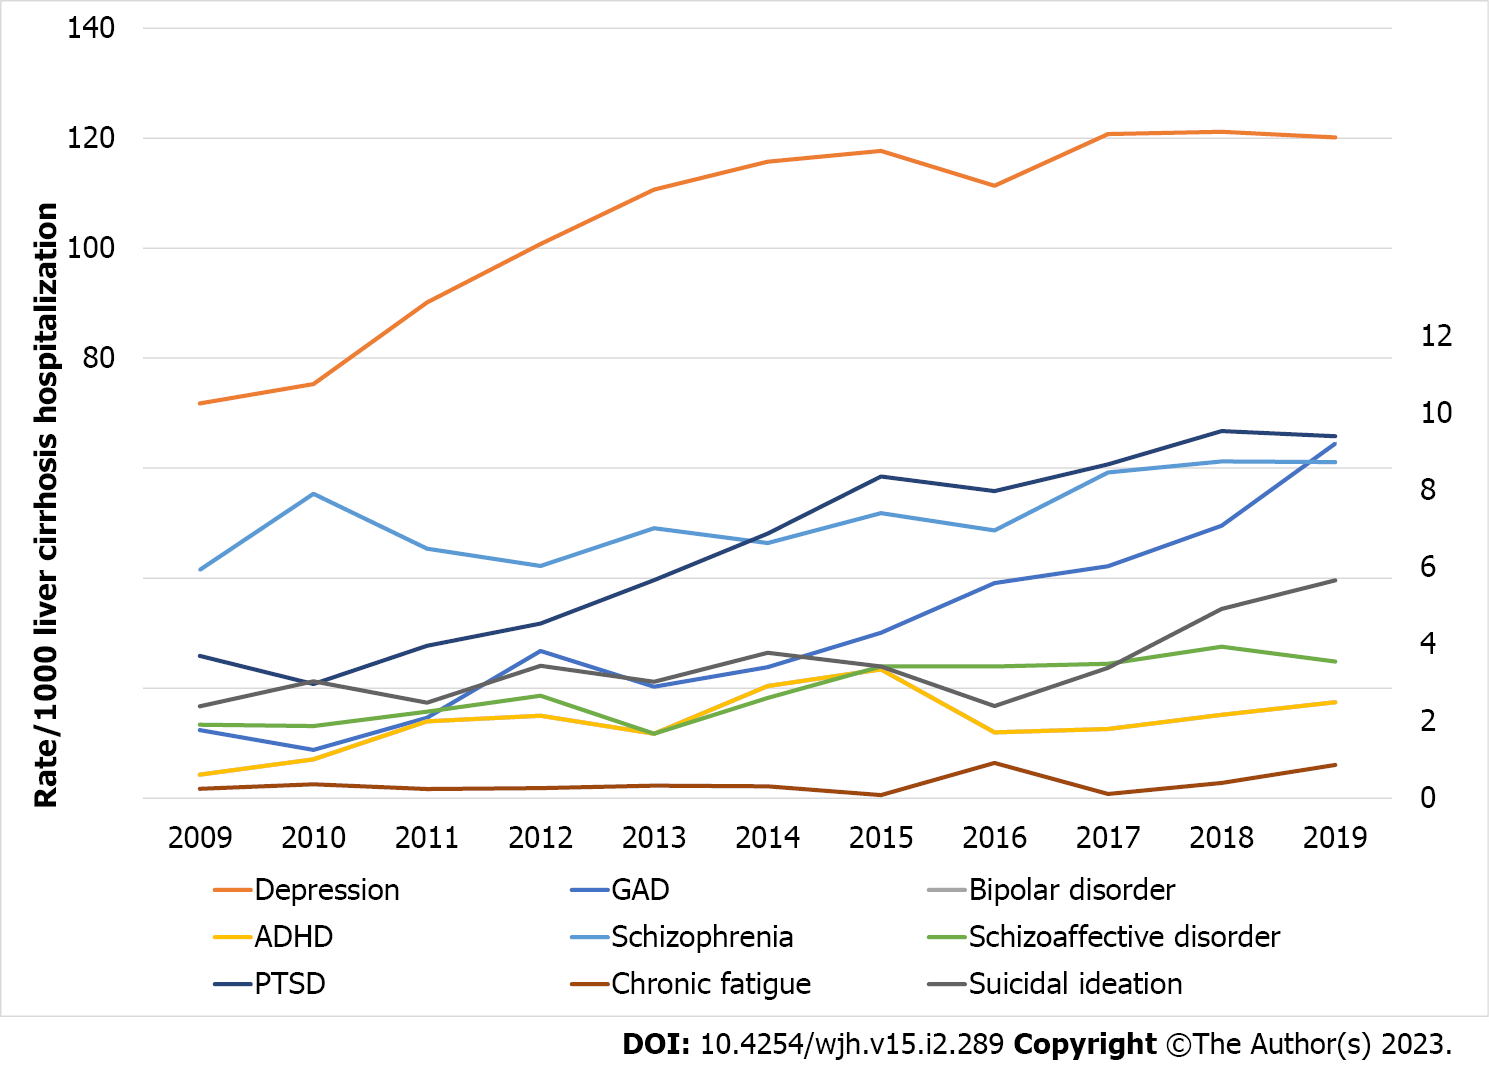 140
120
100
80
12
10
8
6
4
2
0
Rate/1000 liver cirrhosis hospitalization
2009 2010 2011 2012 2013 2014 2015 2016 2017 2018 2019
Depression GAD Bipolar disorder
ADHD Schizophrenia Schizoaffective disorder
PTSD Chronic fatigue Suicidal ideation
DOI: 10.4254/wjh.v15.i2.289 Copyright ©The Author(s) 2023.